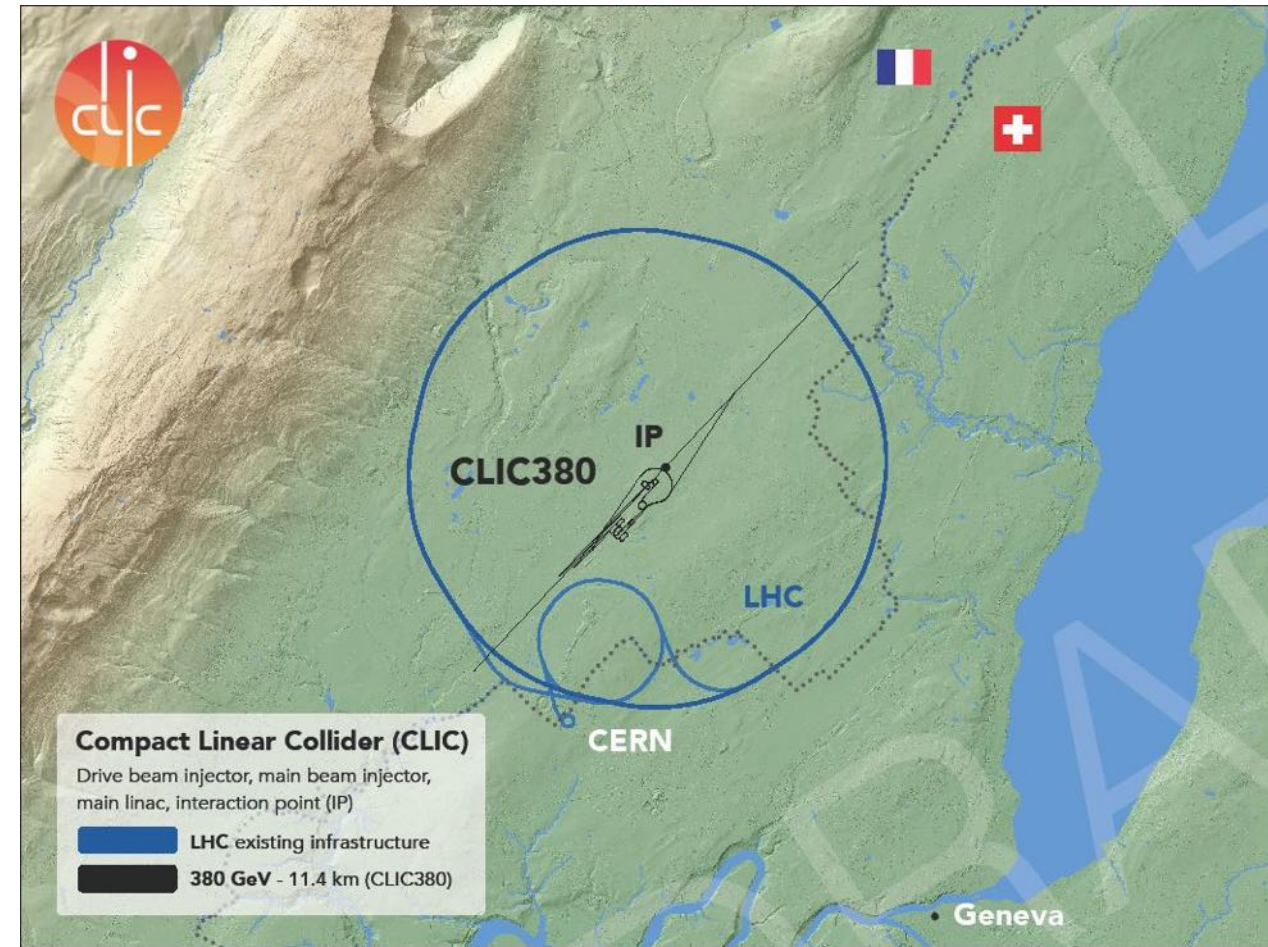 clic
IP
CLIC380
LHC
CERN
Compact Linear Collider (CLIC)
Drive beam injector, main beam injector,
main linac, interaction point (IP)
LHC existing infrastructure
380 GeV - 11.4 km (CLIC380)
Geneva